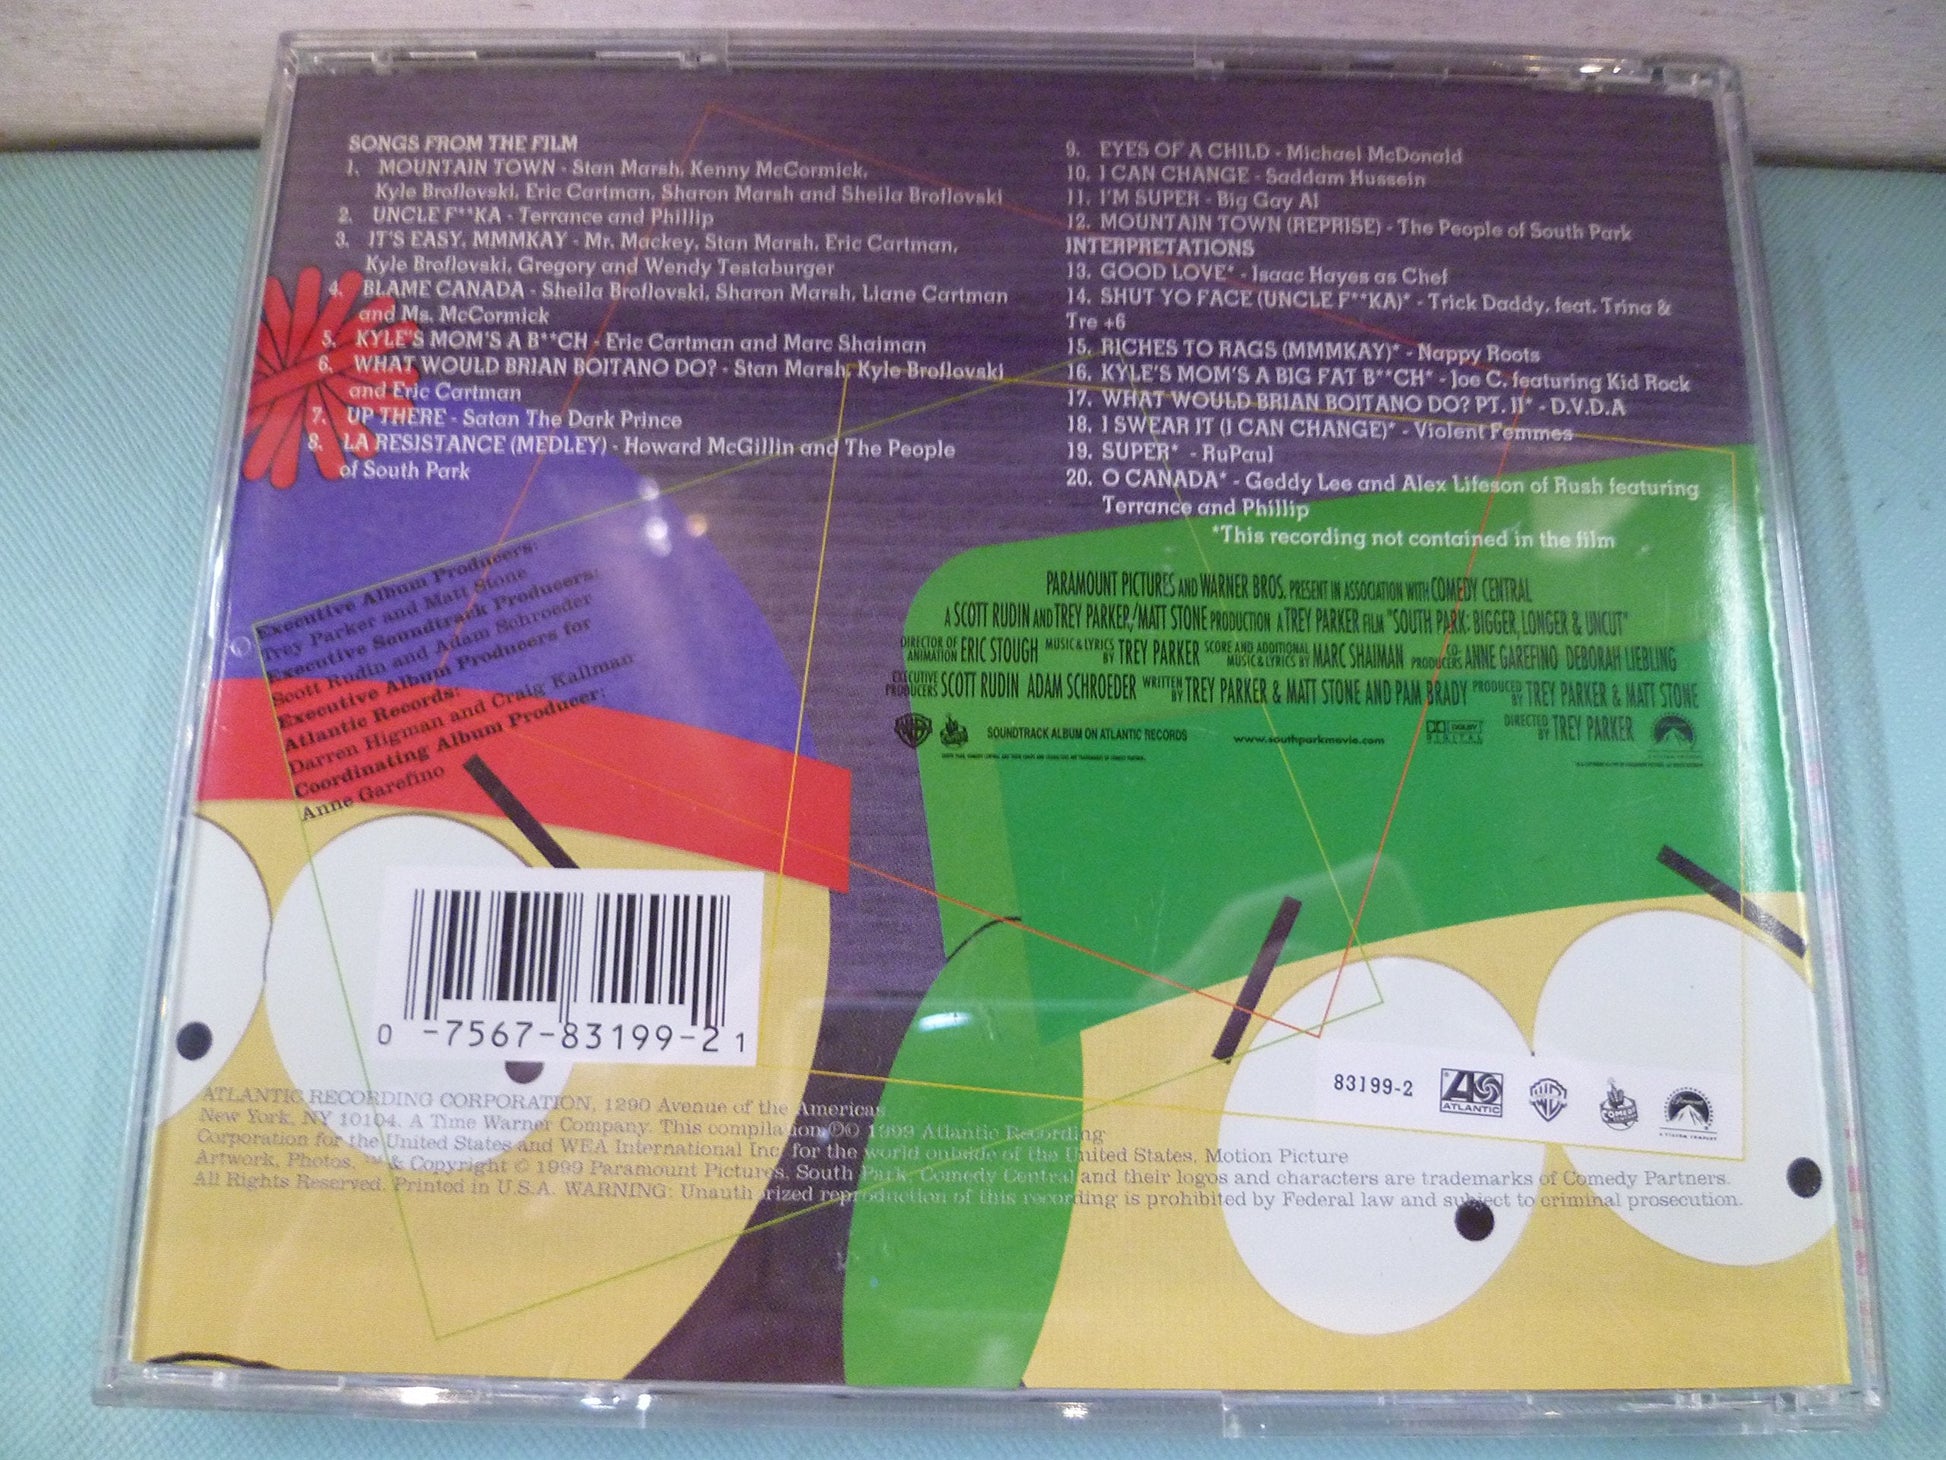 SONGS FROM THE FILM
1. MOUNTAIN TOWN - Stan Marsh, Kenny McCormick,
Kyle Broflovski, Eric Cartman, Sharon Marsh and Sheila Broflovski
2. UNCLE F**KA - Terrance and Phillip
3. IT'S EASY, MMMKAY - Mr. Mackey, Stan Marsh, Eric Cartman,
Kyle Broflovski, Gregory and Wendy Testaburger
4. BLAME CANADA - Sheila Broflovski, Sharon Marsh, Liane Cartman
and Ms. McCormick
5. KYLE'S MOM'S A B**CH - Eric Cartman and Marc Shaiman
6. WHAT WOULD BRIAN BOITANO DO? - Stan Marsh, Kyle Broflovski
and Eric Cartman
7. UP THERE - Satan The Dark Prince
8. LA RESISTANCE (MEDLEY) - Howard McGillin and The People
of South Park
9. EYES OF A CHILD - Michael McDonald
10. I CAN CHANGE - Saddam Hussein
11. I'M SUPER - Big Gay Al
12. MOUNTAIN TOWN (REPRISE) - The People of South Park
INTERPRETATIONS
13. GOOD LOVE* - Isaac Hayes as Chef
14. SHUT YO FACE (UNCLE F**KA)* - Trick Daddy, feat. Trina &
Tre +6
15. RICHES TO RAGS (MMMKAY)* - Nappy Roots
16. KYLE'S MOM'S A BIG FAT B**CH* - Joe C. featuring Kid Rock
17. WHAT WOULD BRIAN BOITANO DO? PT. II* - D.V.D.A
18. I SWEAR IT (I CAN CHANGE)* - Violent Femmes
19. SUPER* - RuPaul
20. O CANADA* - Geddy Lee and Alex Lifeson of Rush featuring
Terrance and Phillip
*This recording not contained in the film
Executive Album Producers:
Trey Parker and Matt Stone
Executive Soundtrack Producers:
Scott Rudin and Adam Schroeder
Executive Album Producers for
Atlantic Records:
Darren Higman and Craig Kallman
Coordinating Album Producer:
Anne Garefino
PARAMOUNT PICTURES AND WARNER BROS. PRESENT IN ASSOCIATION WITH COMEDY CENTRAL
A SCOTT RUDIN AND TREY PARKER/MATT STONE PRODUCTION A TREY PARKER FILM "SOUTH PARK: BIGGER, LONGER & UNCUT"
DIRECTOR OF ANIMATION ERIC STOUGH MUSIC & LYRICS BY TREY PARKER SCORE AND ADDITIONAL MUSIC & LYRICS BY MARC SHAIMAN CO-PRODUCERS ANNE GAREFINO DEBORAH LIEBLING
EXECUTIVE PRODUCERS SCOTT RUDIN ADAM SCHROEDER WRITTEN BY TREY PARKER & MATT STONE AND PAM BRADY PRODUCED BY TREY PARKER & MATT STONE
SOUNDTRACK ALBUM ON ATLANTIC RECORDS www.southparkmovie.com DOLBY DIGITAL DIRECTED BY TREY PARKER
0 -7567-83199-2 1
83199-2 ATLANTIC
ATLANTIC RECORDING CORPORATION, 1290 Avenue of the Americas,
New York, NY 10104. A Time Warner Company. This compilation ℗© 1999 Atlantic Recording
Corporation for the United States and WEA International Inc. for the world outside of the United States. Motion Picture
Artwork, Photos, ™ & Copyright © 1999 Paramount Pictures. South Park, Comedy Central and their logos and characters are trademarks of Comedy Partners.
All Rights Reserved. Printed in U.S.A. WARNING: Unauthorized reproduction of this recording is prohibited by Federal law and subject to criminal prosecution.